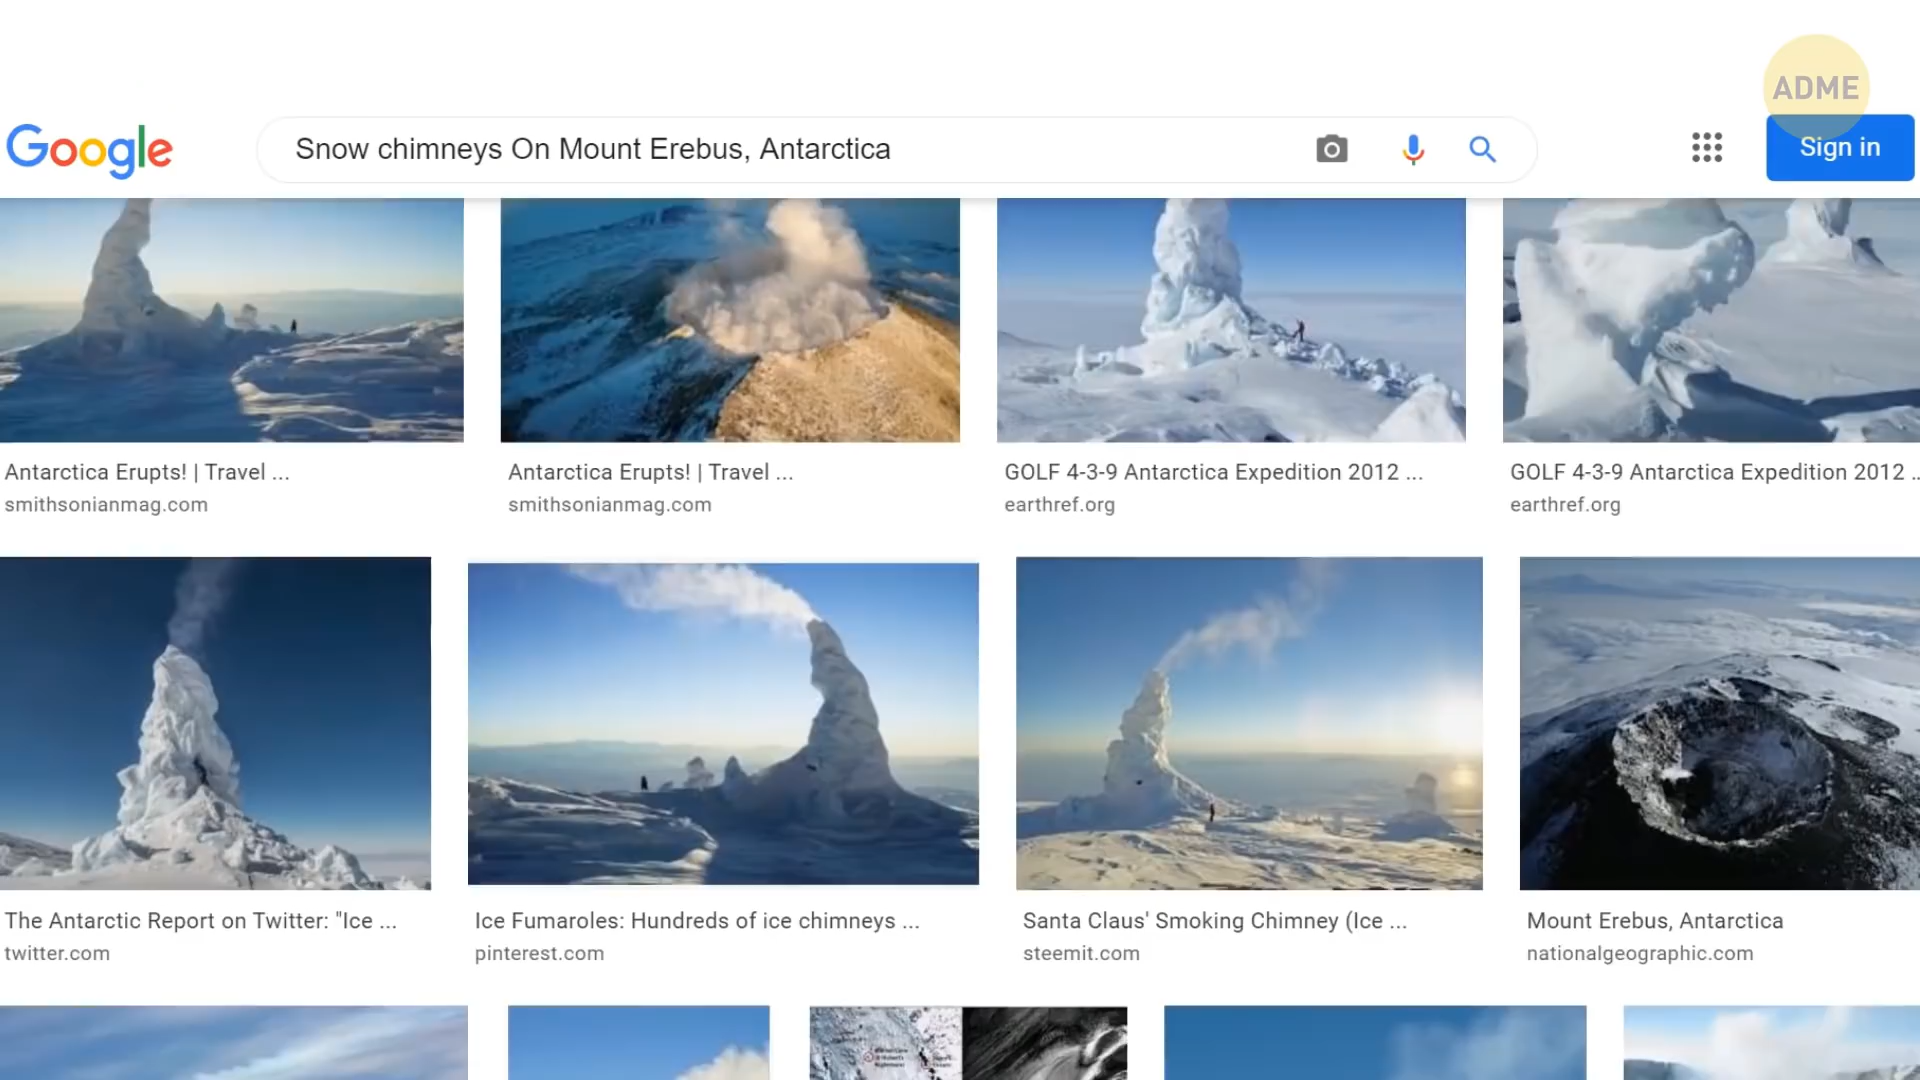 ADME
Google
Snow chimneys On Mount Erebus, Antarctica
Sign in
Antarctica Erupts! | Travel ...
smithsonianmag.com
Antarctica Erupts! | Travel ...
smithsonianmag.com
GOLF 4-3-9 Antarctica Expedition 2012 ...
earthref.org
GOLF 4-3-9 Antarctica Expedition 2012 ..
earthref.org
The Antarctic Report on Twitter: "Ice ...
twitter.com
Ice Fumaroles: Hundreds of ice chimneys ...
pinterest.com
Santa Claus' Smoking Chimney (Ice ...
steemit.com
Mount Erebus, Antarctica
nationalgeographic.com